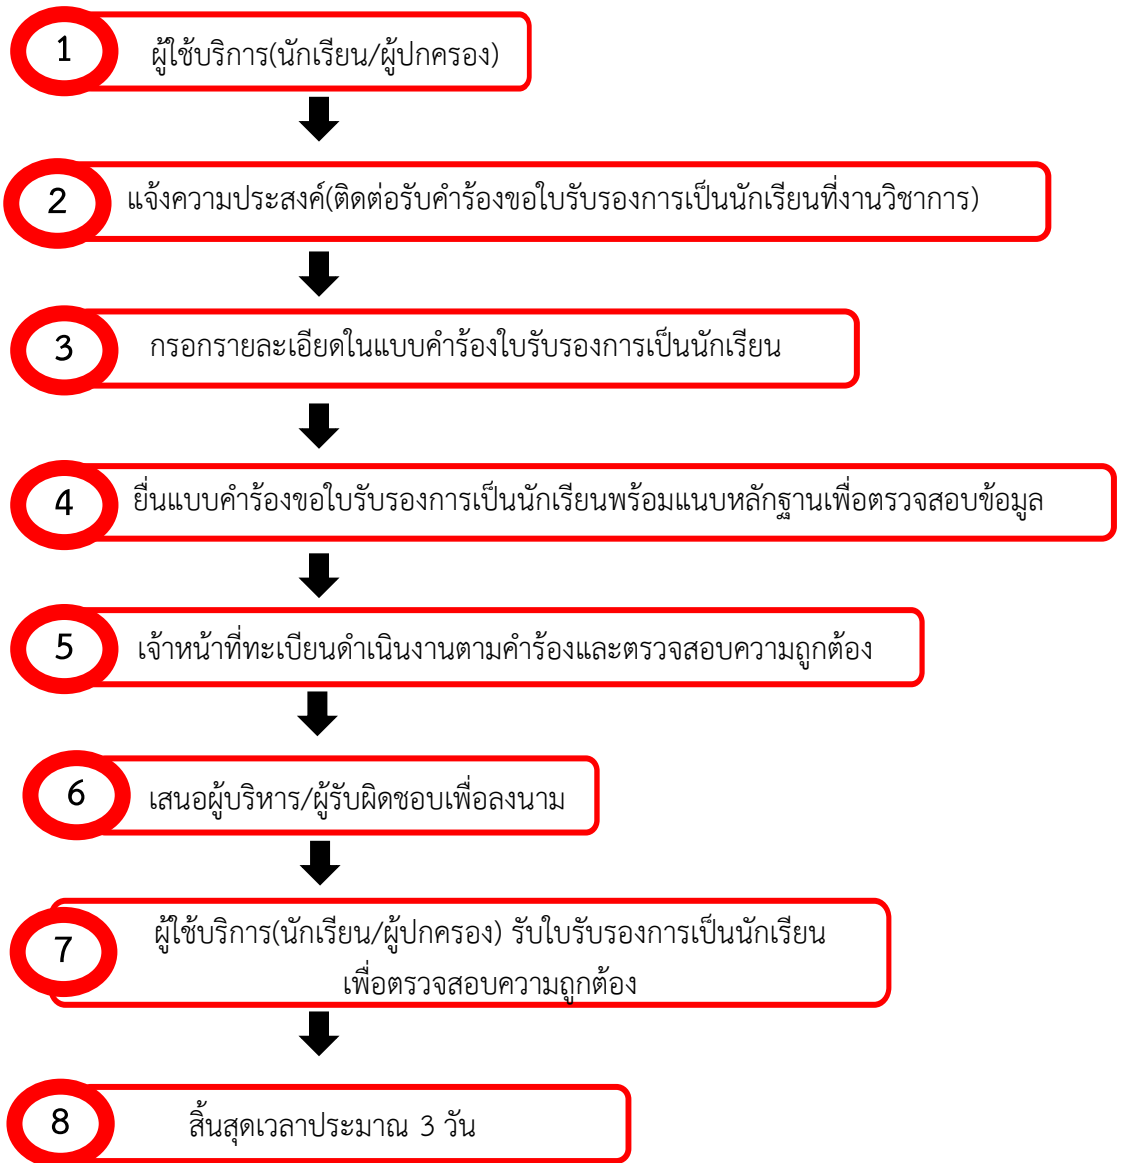 1
ผู้ใช้บริการ(นักเรียน/ผู้ปกครอง)
2
แจ้งความประสงค์(ติดต่อรับคำร้องขอใบรับรองการเป็นนักเรียนที่งานวิชาการ)
3
กรอกรายละเอียดในแบบคำร้องใบรับรองการเป็นนักเรียน
4
ยื่นแบบคำร้องขอใบรับรองการเป็นนักเรียนพร้อมแนบหลักฐานเพื่อตรวจสอบข้อมูล
5
เจ้าหน้าที่ทะเบียนดำเนินงานตามคำร้องและตรวจสอบความถูกต้อง
6
เสนอผู้บริหาร/ผู้รับผิดชอบเพื่อลงนาม
7
ผู้ใช้บริการ(นักเรียน/ผู้ปกครอง) รับใบรับรองการเป็นนักเรียน
เพื่อตรวจสอบความถูกต้อง
8
สิ้นสุดเวลาประมาณ 3 วัน